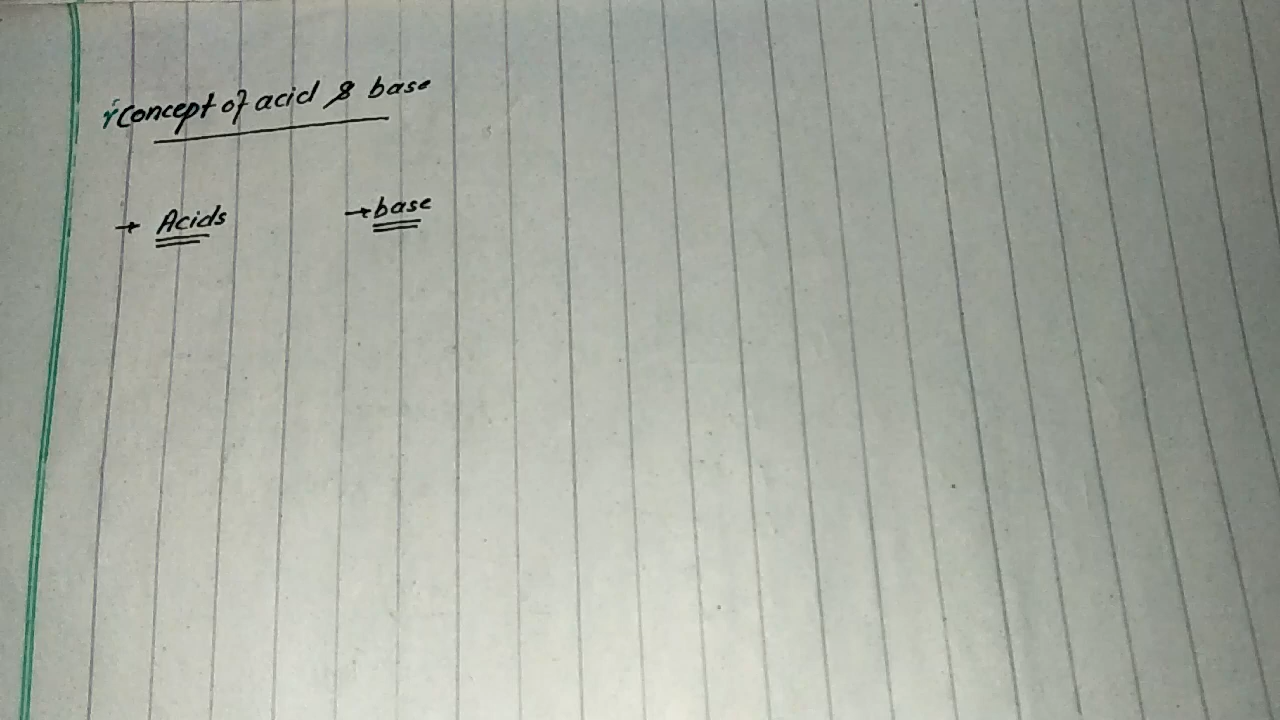 Concept of acid & base
→ Acids → base